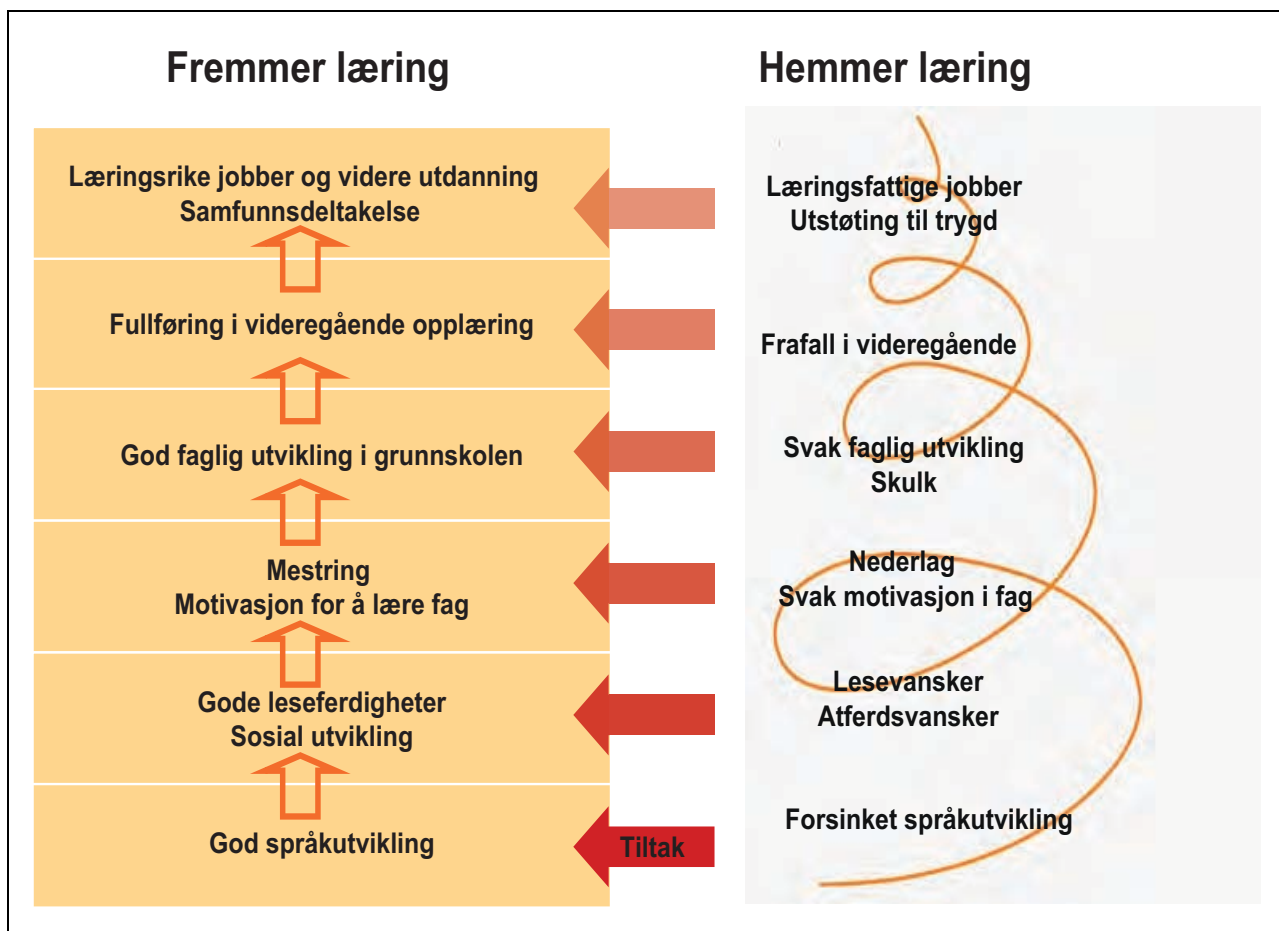 Fremmer læring
Hemmer læring
Læringsrike jobber og videre utdanning
Samfunnsdeltakelse
Læringsfattige jobber
Utstøting til trygd
Fullføring i videregående opplæring
Frafall i videregående
God faglig utvikling i grunnskolen
Svak faglig utvikling
Skulk
Mestring
Motivasjon for å lære fag
Nederlag
Svak motivasjon i fag
Gode leseferdigheter
Sosial utvikling
Lesevansker
Atferdsvansker
God språkutvikling
Tiltak
Forsinket språkutvikling